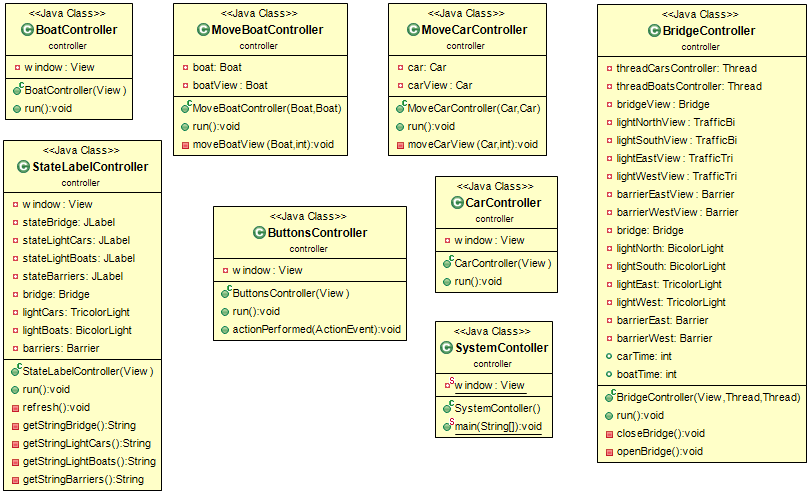 <<Java Class>>
BoatController
controller
window: View
BoatController(View)
run():void
<<Java Class>>
MoveBoatController
controller
boat: Boat
boatView: Boat
MoveBoatController(Boat,Boat)
run():void
moveBoatView(Boat,int):void
<<Java Class>>
MoveCarController
controller
car: Car
carView: Car
MoveCarController(Car,Car)
run():void
moveCarView(Car,int):void
<<Java Class>>
BridgeController
controller
threadCarsController: Thread
threadBoatsController: Thread
bridgeView: Bridge
lightNorthView: TrafficBi
lightSouthView: TrafficBi
lightEastView: TrafficTri
lightWestView: TrafficTri
barrierEastView: Barrier
barrierWestView: Barrier
bridge: Bridge
lightNorth: BicolorLight
lightSouth: BicolorLight
lightEast: TricolorLight
lightWest: TricolorLight
barrierEast: Barrier
barrierWest: Barrier
carTime: int
boatTime: int
BridgeController(View,Thread,Thread)
run():void
closeBridge():void
openBridge():void
<<Java Class>>
StateLabelController
controller
window: View
stateBridge: JLabel
stateLightCars: JLabel
stateLightBoats: JLabel
stateBarriers: JLabel
bridge: Bridge
lightCars: TricolorLight
lightBoats: BicolorLight
barriers: Barrier
StateLabelController(View)
run():void
refresh():void
getStringBridge():String
getStringLightCars():String
getStringLightBoats():String
getStringBarriers():String
<<Java Class>>
ButtonsController
controller
window: View
ButtonsController(View)
run():void
actionPerformed(ActionEvent):void
<<Java Class>>
CarController
controller
window: View
CarController(View)
run():void
<<Java Class>>
SystemContoller
controller
window: View
SystemContoller()
main(String[]):void